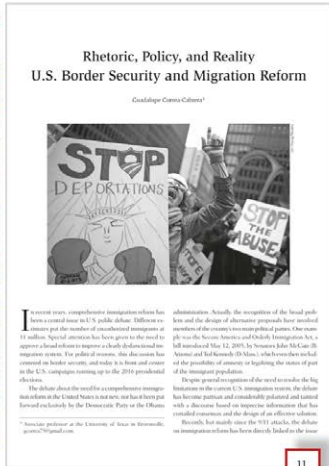 Rhetoric, Policy, and Reality
U.S. Border Security and Migration Reform
Guadalupe Correa-Cabrera*
STOP
DEPORTATIONS
STOP
THE
ABUSE
In recent years, comprehensive immigration reform has
been a central issue in U.S. public debate. Different es-
timates put the number of unauthorized immigrants at
11 million. Special attention has been given to the need to
approve a broad reform to improve a clearly dysfunctional im-
migration system. For political reasons, this discussion has
centered on border security, and today it is front and center
in the U.S. campaigns running up to the 2016 presidential
elections.
The debate about the need for a comprehensive immigra-
tion reform in the United States is not new, nor has it been put
forward exclusively by the Democratic Party or the Obama
* Associate professor at the University of Texas in Brownsville,
administration. Actually, the recognition of the broad prob-
lem and the design of alternative proposals have involved
members of the country's two main political parties. One exam-
ple was the Secure America and Orderly Immigration Act, a
bill introduced May 12, 2005, by Senators John McCain (R-
Arizona) and Ted Kennedy (D-Mass.), which even then includ-
ed the possibility of amnesty or legalizing the status of part
of the immigrant population.
Despite general recognition of the need to resolve the big
limitations in the current U.S. immigration system, the debate
has become partisan and considerably polarized and tainted
with a discourse based on imprecise information that has
curtailed consensus and the design of an effective solution.
Recently, but mainly since the 9/11 attacks, the debate
on immigration reform has been directly linked to the issue
11